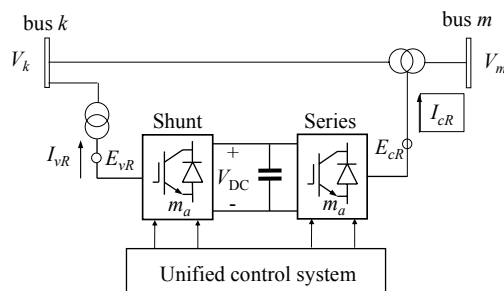 bus k
bus m
V_k
V_m
Shunt
Series
I_cR
I_vR
E_vR
E_cR
+
V_DC
-
m_a
m_a
Unified control system